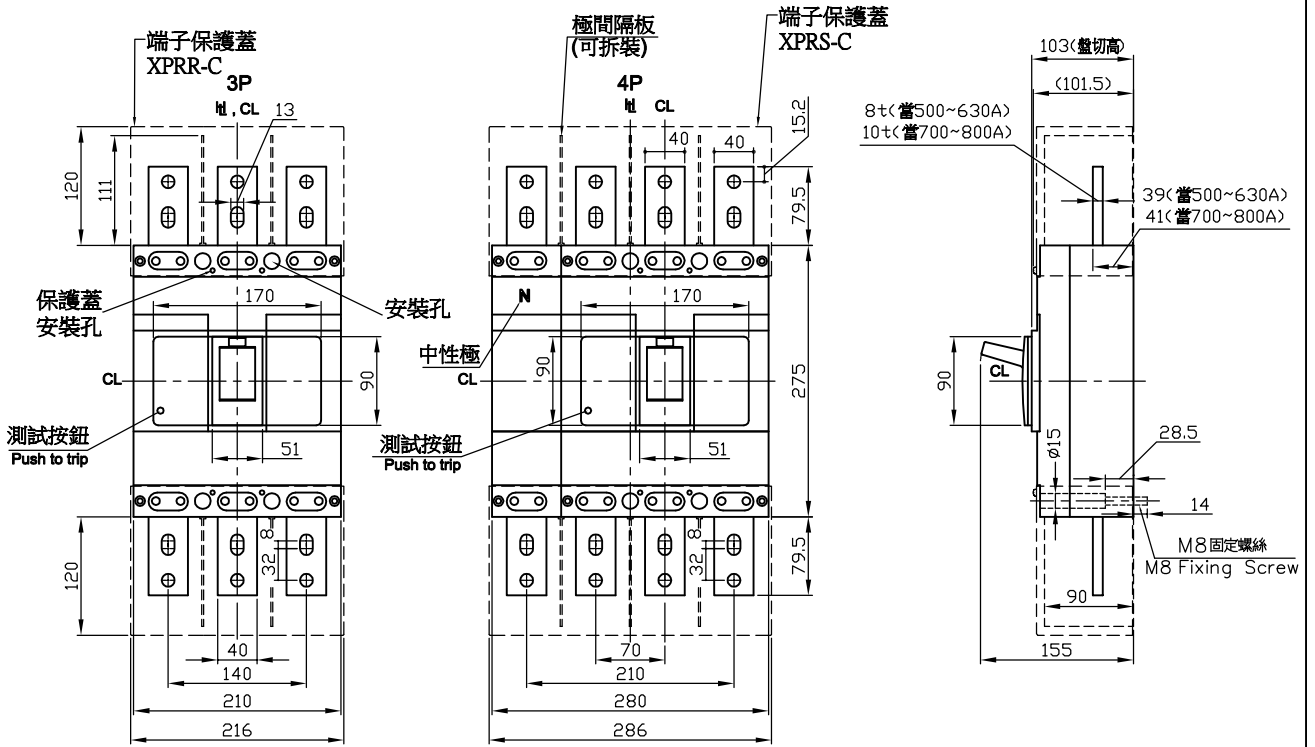 端子保護蓋
XPRR-C
3P
, CL
13
120
111
保護蓋
安裝孔
170
安裝孔
CL
90
測試按鈕
Push to trip
51
8
32
120
40
140
210
216
極間隔板
(可拆裝)
端子保護蓋
XPRS-C
4P
CL
15.2
40
40
79.5
N
170
中性極
CL
90
275
測試按鈕
Push to trip
51
8
32
79.5
70
210
280
286
103(盤切高)
(101.5)
8t(當500~630A)
10t(當700~800A)
39(當500~630A)
41(當700~800A)
CL
90
ø15
28.5
14
M8固定螺絲
M8 Fixing Screw
90
155